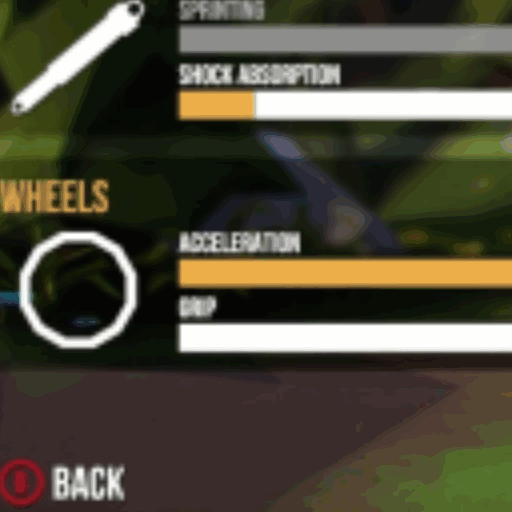 SPRINTING
SHOCK ABSORPTION
WHEELS
ACCELERATION
GRIP
B BACK